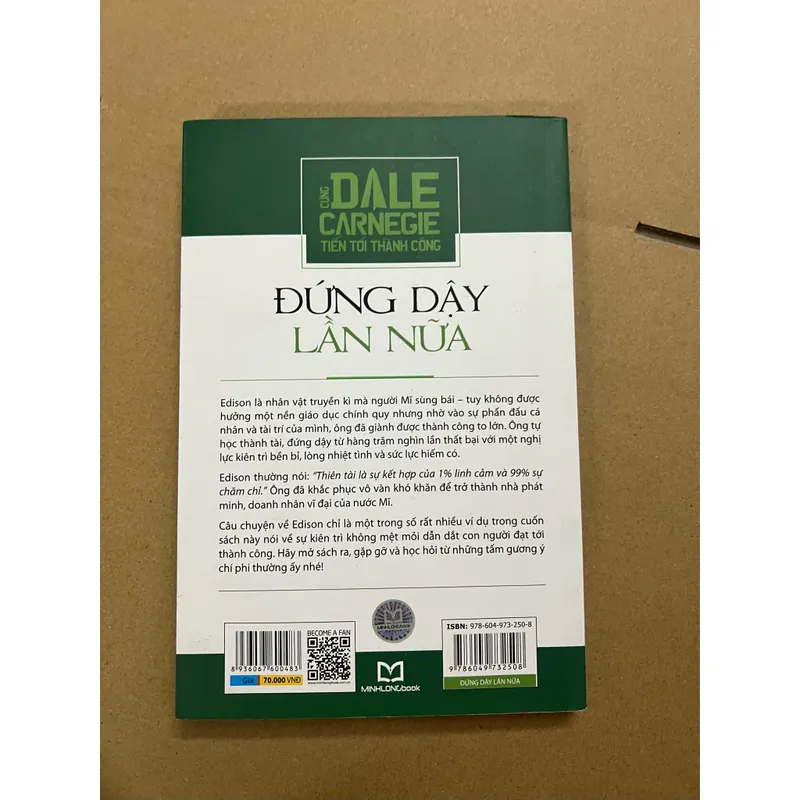 CÙNG
DALE
CARNEGIE
TIẾN TỚI THÀNH CÔNG
ĐỨNG DẬY
LẦN NỮA
Edison là nhân vật truyền kì mà người Mĩ sùng bái – tuy không được
hưởng một nền giáo dục chính quy nhưng nhờ vào sự phấn đấu cá
nhân và tài trí của mình, ông đã giành được thành công to lớn. Ông tự
học thành tài, đứng dậy từ hàng trăm nghìn lần thất bại với một nghị
lực kiên trì bền bỉ, lòng nhiệt tình và sức lực hiếm có.
Edison thường nói: “Thiên tài là sự kết hợp của 1% linh cảm và 99% sự
chăm chỉ.” Ông đã khắc phục vô vàn khó khăn để trở thành nhà phát
minh, doanh nhân vĩ đại của nước Mĩ.
Câu chuyện về Edison chỉ là một trong số rất nhiều ví dụ trong cuốn
sách này nói về sự kiên trì không mệt mỏi dẫn dắt con người đạt tới
thành công. Hãy mở sách ra, gặp gỡ và học hỏi từ những tấm gương ý
chí phi thường ấy nhé!
8 936067 600483
Giá: 70.000 VNĐ
BECOME A FAN
www.minhlongbook.com.vn
MINHLONG
MINHLONGbook
ISBN: 978-604-973-250-8
9 786049 732508
ĐỨNG DẬY LẦN NỮA